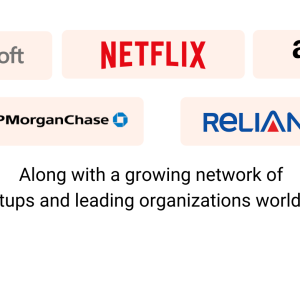 oft NETFLIX a
PMorganChase RELIAN
Along with a growing network of
tups and leading organizations world